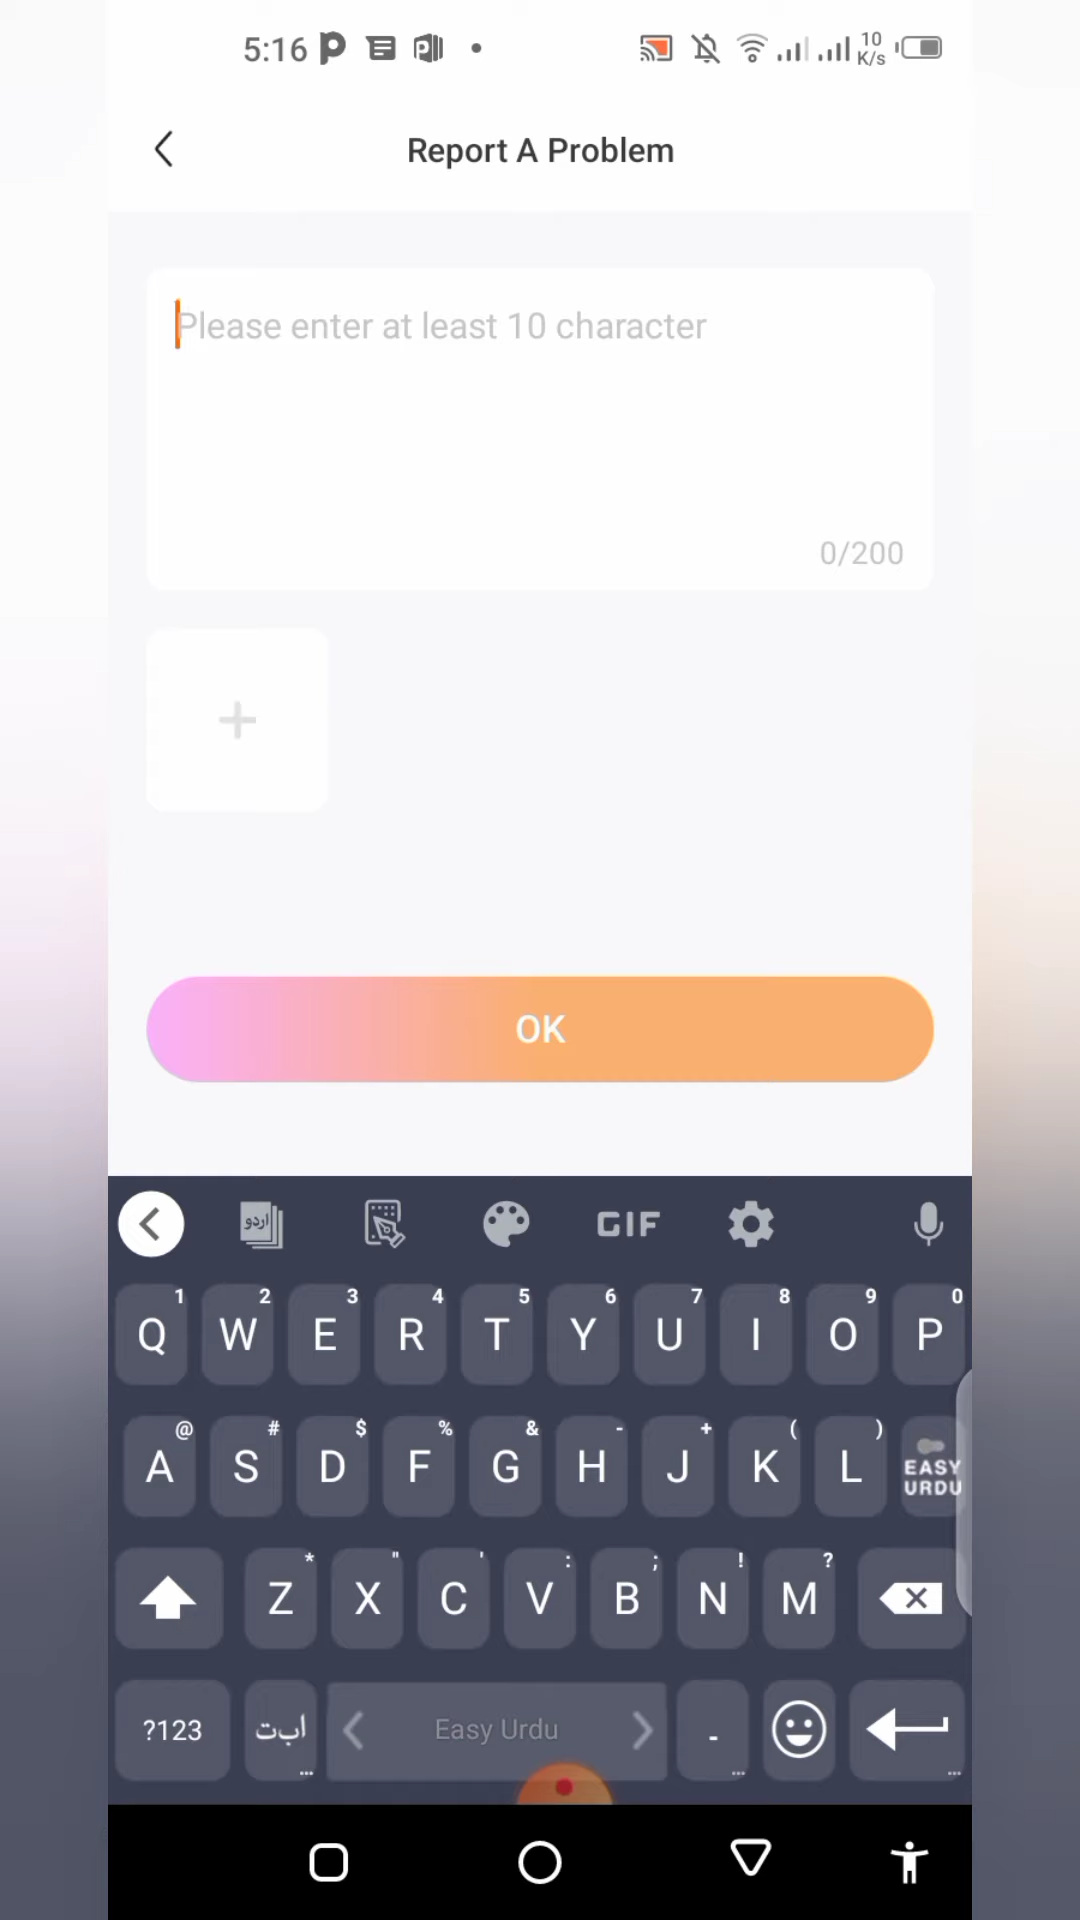 5:16
10
K/s
Report A Problem
Please enter at least 10 character
0/200
OK
اردو GIF
1 2 3 4 5 6 7 8 9 0
Q W E R T Y U I O P
@ # $ % & - + ( )
A S D F G H J K L EASY URDU
* " ' : ; ! ?
Z X C V B N M
?123 ا‌ب‌ت Easy Urdu -